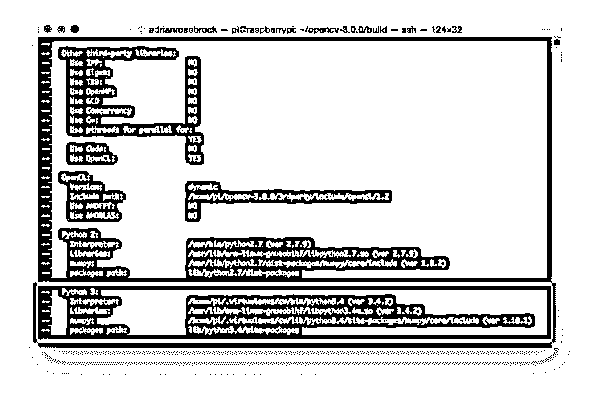 adrianrosebrock — pi@raspberrypi: ~/opencv-3.0.0/build — ssh — 124×32
Other third-party libraries:
Use IPP: NO
Use Eigen: NO
Use TBB: NO
Use OpenMP: NO
Use GCD NO
Use Concurrency NO
Use C=: NO
Use pthreads for parallel for:
YES
Use Cuda: NO
Use OpenCL: YES
OpenCL:
Version: dynamic
Include path: /home/pi/opencv-3.0.0/3rdparty/include/opencl/1.2
Use AMDFFT: NO
Use AMDBLAS: NO
Python 2:
Interpreter: /usr/bin/python2.7 (ver 2.7.9)
Libraries: /usr/lib/arm-linux-gnueabihf/libpython2.7.so (ver 2.7.9)
numpy: /usr/lib/python2.7/dist-packages/numpy/core/include (ver 1.8.2)
packages path: lib/python2.7/dist-packages
Python 3:
Interpreter: /home/pi/.virtualenvs/cv/bin/python3.4 (ver 3.4.2)
Libraries: /usr/lib/arm-linux-gnueabihf/libpython3.4m.so (ver 3.4.2)
numpy: /home/pi/.virtualenvs/cv/lib/python3.4/site-packages/numpy/core/include (ver 1.10.1)
packages path: lib/python3.4/site-packages